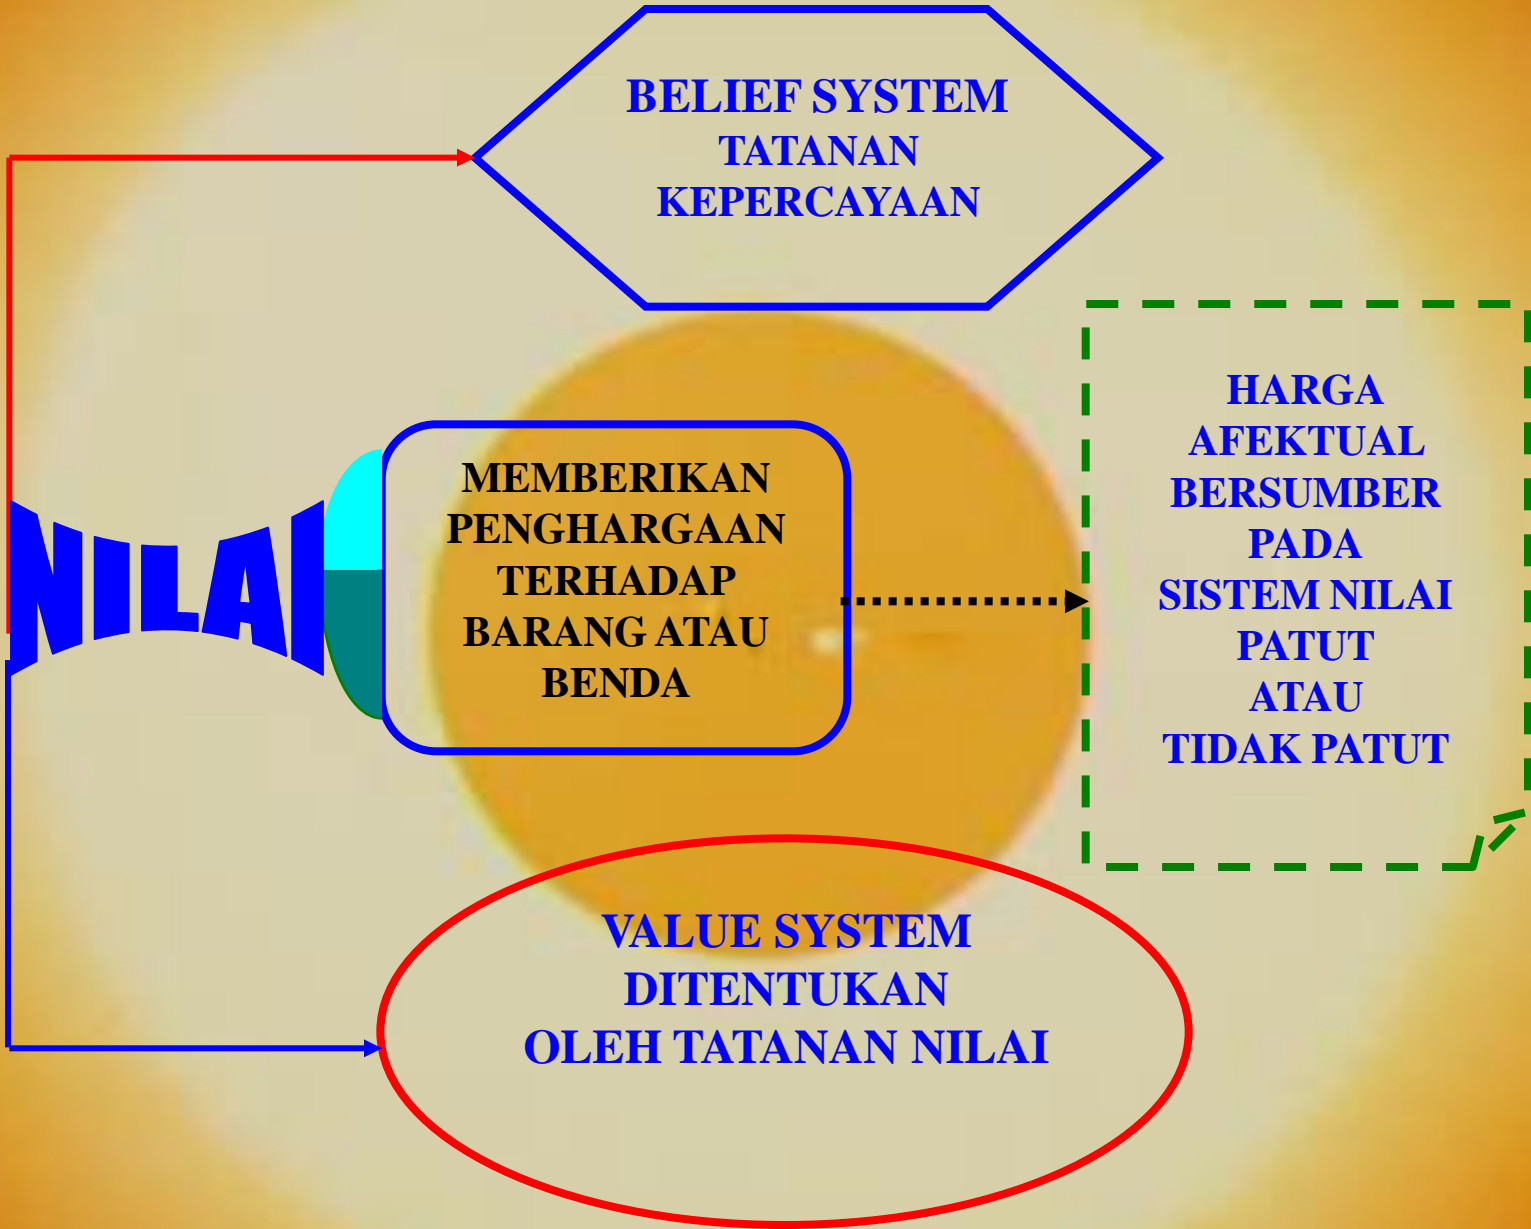 BELIEF SYSTEM
TATANAN
KEPERCAYAAN
NILAI
MEMBERIKAN
PENGHARGAAN
TERHADAP
BARANG ATAU
BENDA
HARGA
AFEKTUAL
BERSUMBER
PADA
SISTEM NILAI
PATUT
ATAU
TIDAK PATUT
VALUE SYSTEM
DITENTUKAN
OLEH TATANAN NILAI